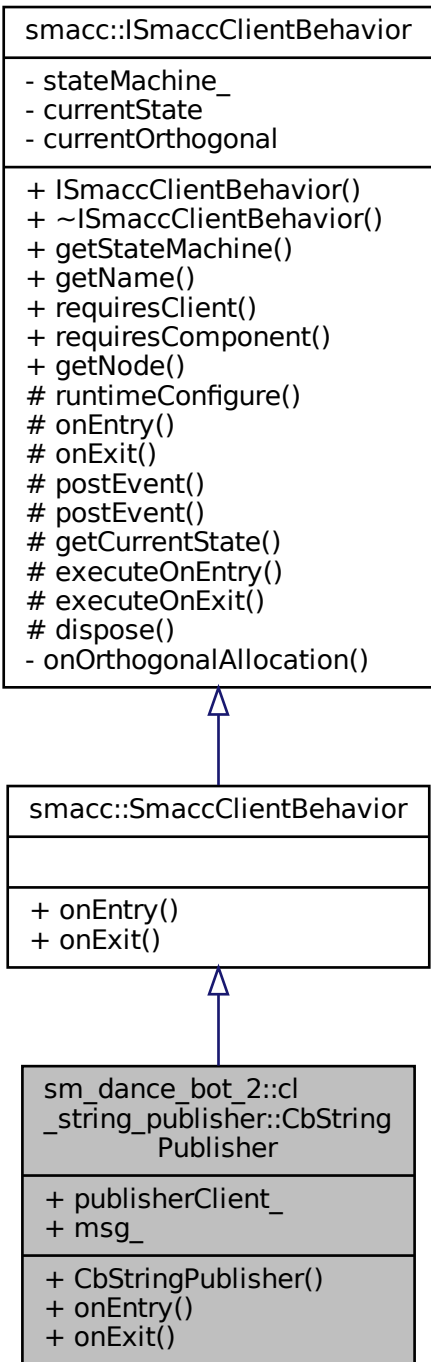 smacc::ISmaccClientBehavior
- stateMachine_
- currentState
- currentOrthogonal
+ ISmaccClientBehavior()
+ ~ISmaccClientBehavior()
+ getStateMachine()
+ getName()
+ requiresClient()
+ requiresComponent()
+ getNode()
# runtimeConfigure()
# onEntry()
# onExit()
# postEvent()
# postEvent()
# getCurrentState()
# executeOnEntry()
# executeOnExit()
# dispose()
- onOrthogonalAllocation()
smacc::SmaccClientBehavior
+ onEntry()
+ onExit()
sm_dance_bot_2::cl
_string_publisher::CbString
Publisher
+ publisherClient_
+ msg_
+ CbStringPublisher()
+ onEntry()
+ onExit()